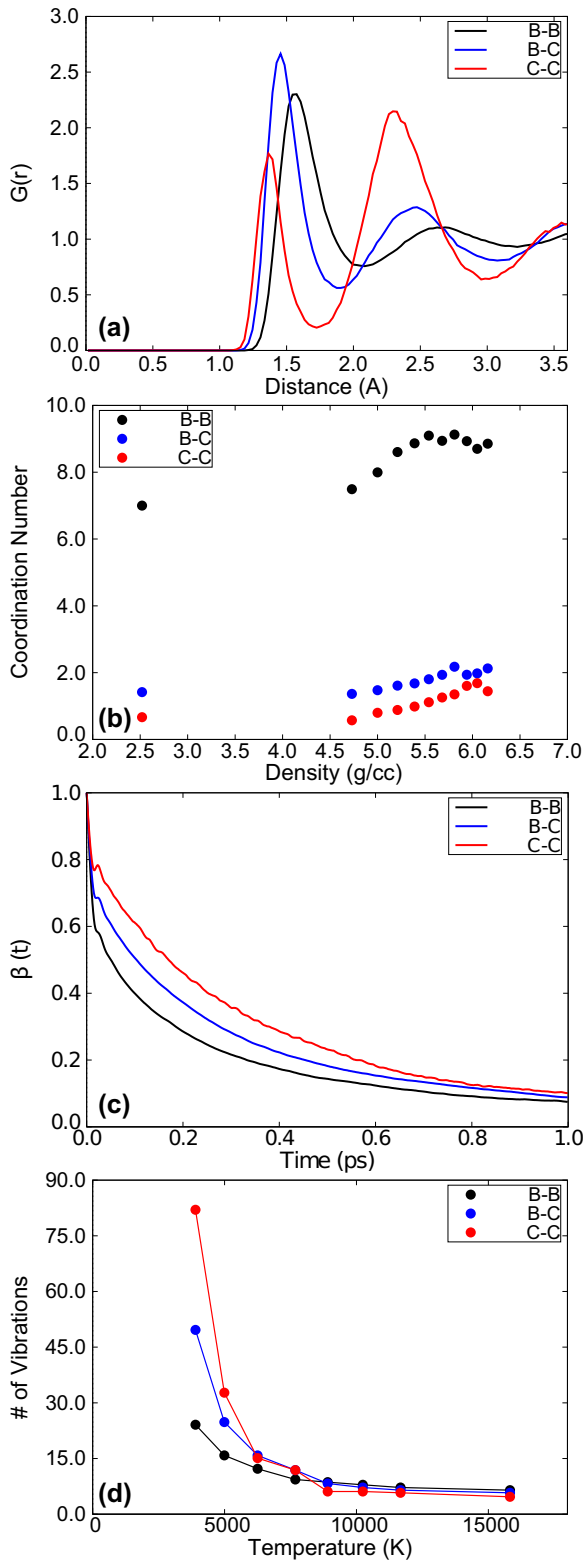 3.0
B-B
B-C
2.5
C-C
2.0
G(r)
1.5
1.0
0.5
(a)
0.0
0.0 0.5 1.0 1.5 2.0 2.5 3.0 3.5
Distance (A)
10.0
B-B
B-C
8.0
C-C
6.0
Coordination Number
4.0
2.0
(b)
0.0
2.0 2.5 3.0 3.5 4.0 4.5 5.0 5.5 6.0 6.5 7.0
Density (g/cc)
1.0
B-B
B-C
C-C
0.8
0.6
β (t)
0.4
0.2
(c)
0.0
0.0 0.2 0.4 0.6 0.8 1.0
Time (ps)
90.0
B-B
B-C
C-C
75.0
60.0
# of Vibrations
45.0
30.0
15.0
(d)
0.0
0 5000 10000 15000
Temperature (K)